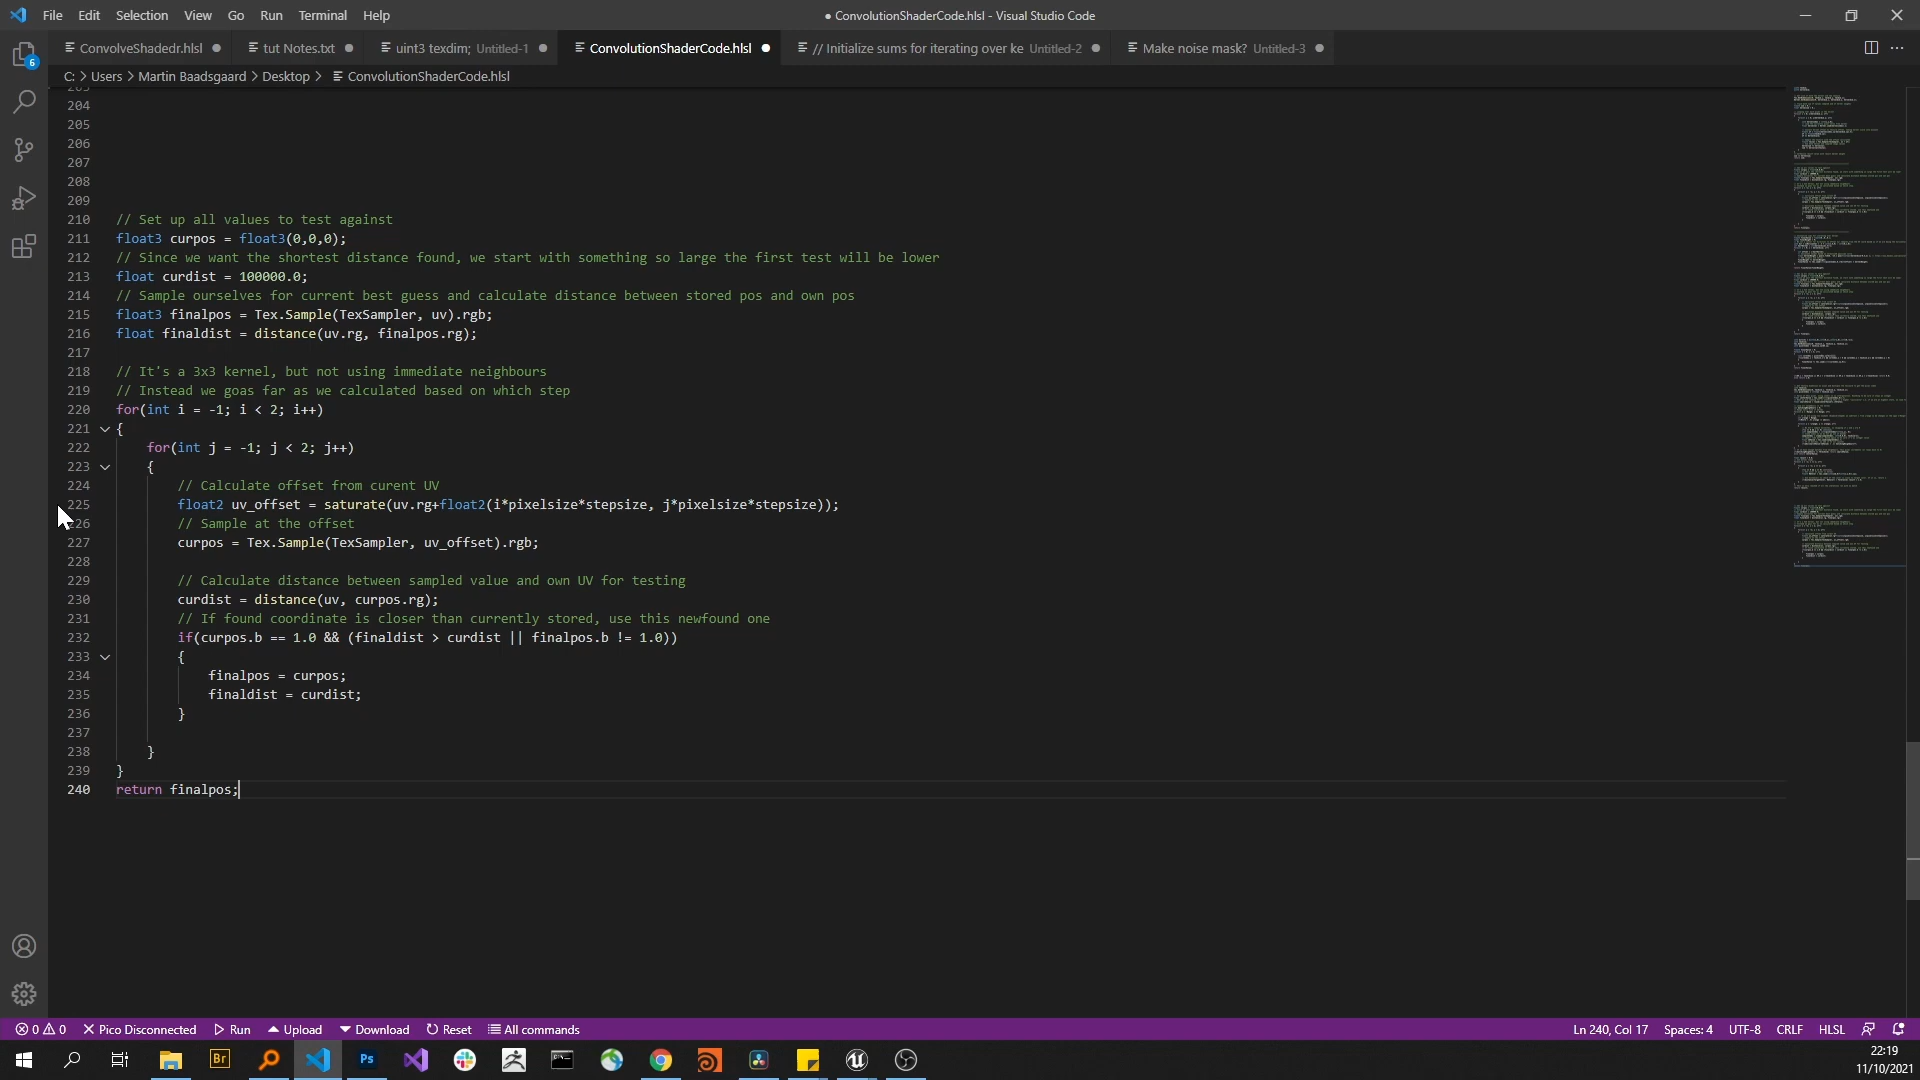 File Edit Selection View Go Run Terminal Help
● ConvolutionShaderCode.hlsl - Visual Studio Code
ConvolveShadedr.hlsl tut Notes.txt uint3 texdim; Untitled-1 ConvolutionShaderCode.hlsl // Initialize sums for iterating over ke Untitled-2 Make noise mask? Untitled-3
C: > Users > Martin Baadsgaard > Desktop > ConvolutionShaderCode.hlsl
203
204
205
206
207
208
209
210 // Set up all values to test against
211 float3 curpos = float3(0,0,0);
212 // Since we want the shortest distance found, we start with something so large the first test will be lower
213 float curdist = 100000.0;
214 // Sample ourselves for current best guess and calculate distance between stored pos and own pos
215 float3 finalpos = Tex.Sample(TexSampler, uv).rgb;
216 float finaldist = distance(uv.rg, finalpos.rg);
217
218 // It's a 3x3 kernel, but not using immediate neighbours
219 // Instead we goas far as we calculated based on which step
220 for(int i = -1; i < 2; i++)
221 {
222 for(int j = -1; j < 2; j++)
223 {
224 // Calculate offset from curent UV
225 float2 uv_offset = saturate(uv.rg+float2(i*pixelsize*stepsize, j*pixelsize*stepsize));
226 // Sample at the offset
227 curpos = Tex.Sample(TexSampler, uv_offset).rgb;
228
229 // Calculate distance between sampled value and own UV for testing
230 curdist = distance(uv, curpos.rg);
231 // If found coordinate is closer than currently stored, use this newfound one
232 if(curpos.b == 1.0 && (finaldist > curdist || finalpos.b != 1.0))
233 {
234 finalpos = curpos;
235 finaldist = curdist;
236 }
237
238 }
239 }
240 return finalpos;
6
0 0 Pico Disconnected Run Upload Download Reset All commands
Ln 240, Col 17 Spaces: 4 UTF-8 CRLF HLSL
Br Ps
22:19
11/10/2021